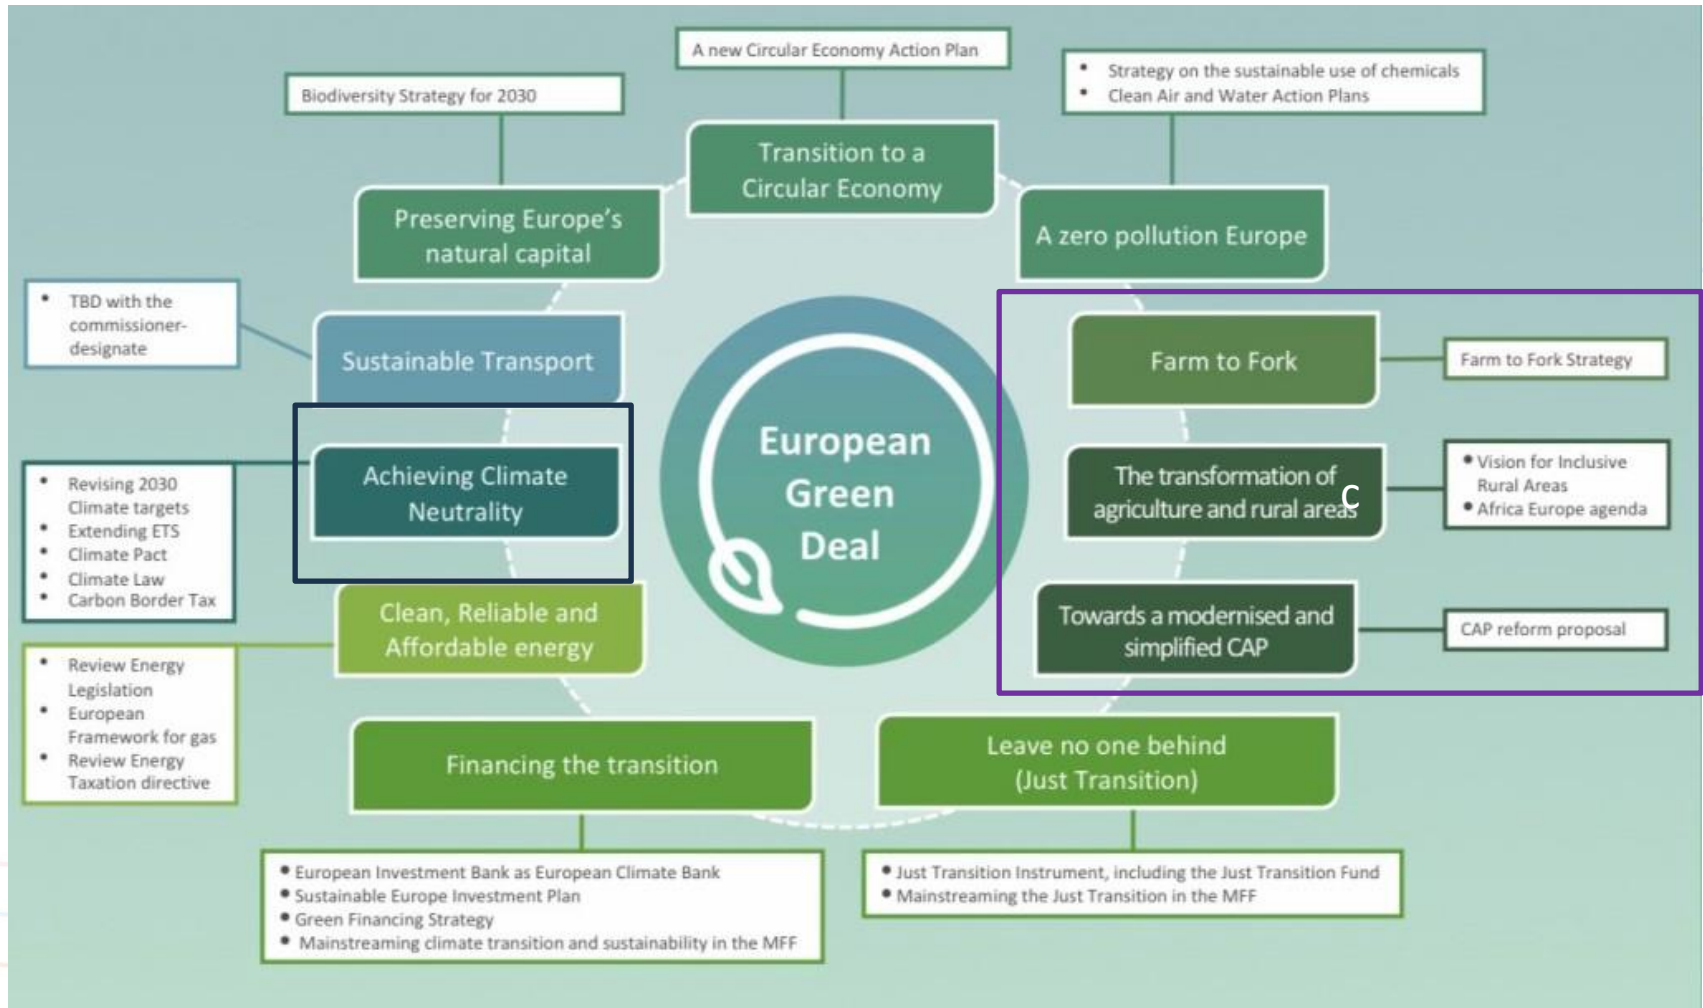 A new Circular Economy Action Plan
Biodiversity Strategy for 2030
• Strategy on the sustainable use of chemicals
• Clean Air and Water Action Plans
Transition to a
Circular Economy
Preserving Europe's
natural capital
A zero pollution Europe
• TBD with the
commissioner-
designate
Sustainable Transport
Farm to Fork
Farm to Fork Strategy
European
Green
Deal
Achieving Climate
Neutrality
• Revising 2030
Climate targets
• Extending ETS
• Climate Pact
• Climate Law
• Carbon Border Tax
The transformation of
agriculture and rural areas
C
• Vision for Inclusive
Rural Areas
• Africa Europe agenda
Clean, Reliable and
Affordable energy
• Review Energy
Legislation
• European
Framework for gas
• Review Energy
Taxation directive
Towards a modernised and
simplified CAP
CAP reform proposal
Financing the transition
Leave no one behind
(Just Transition)
• European Investment Bank as European Climate Bank
• Sustainable Europe Investment Plan
• Green Financing Strategy
• Mainstreaming climate transition and sustainability in the MFF
• Just Transition Instrument, including the Just Transition Fund
• Mainstreaming the Just Transition in the MFF